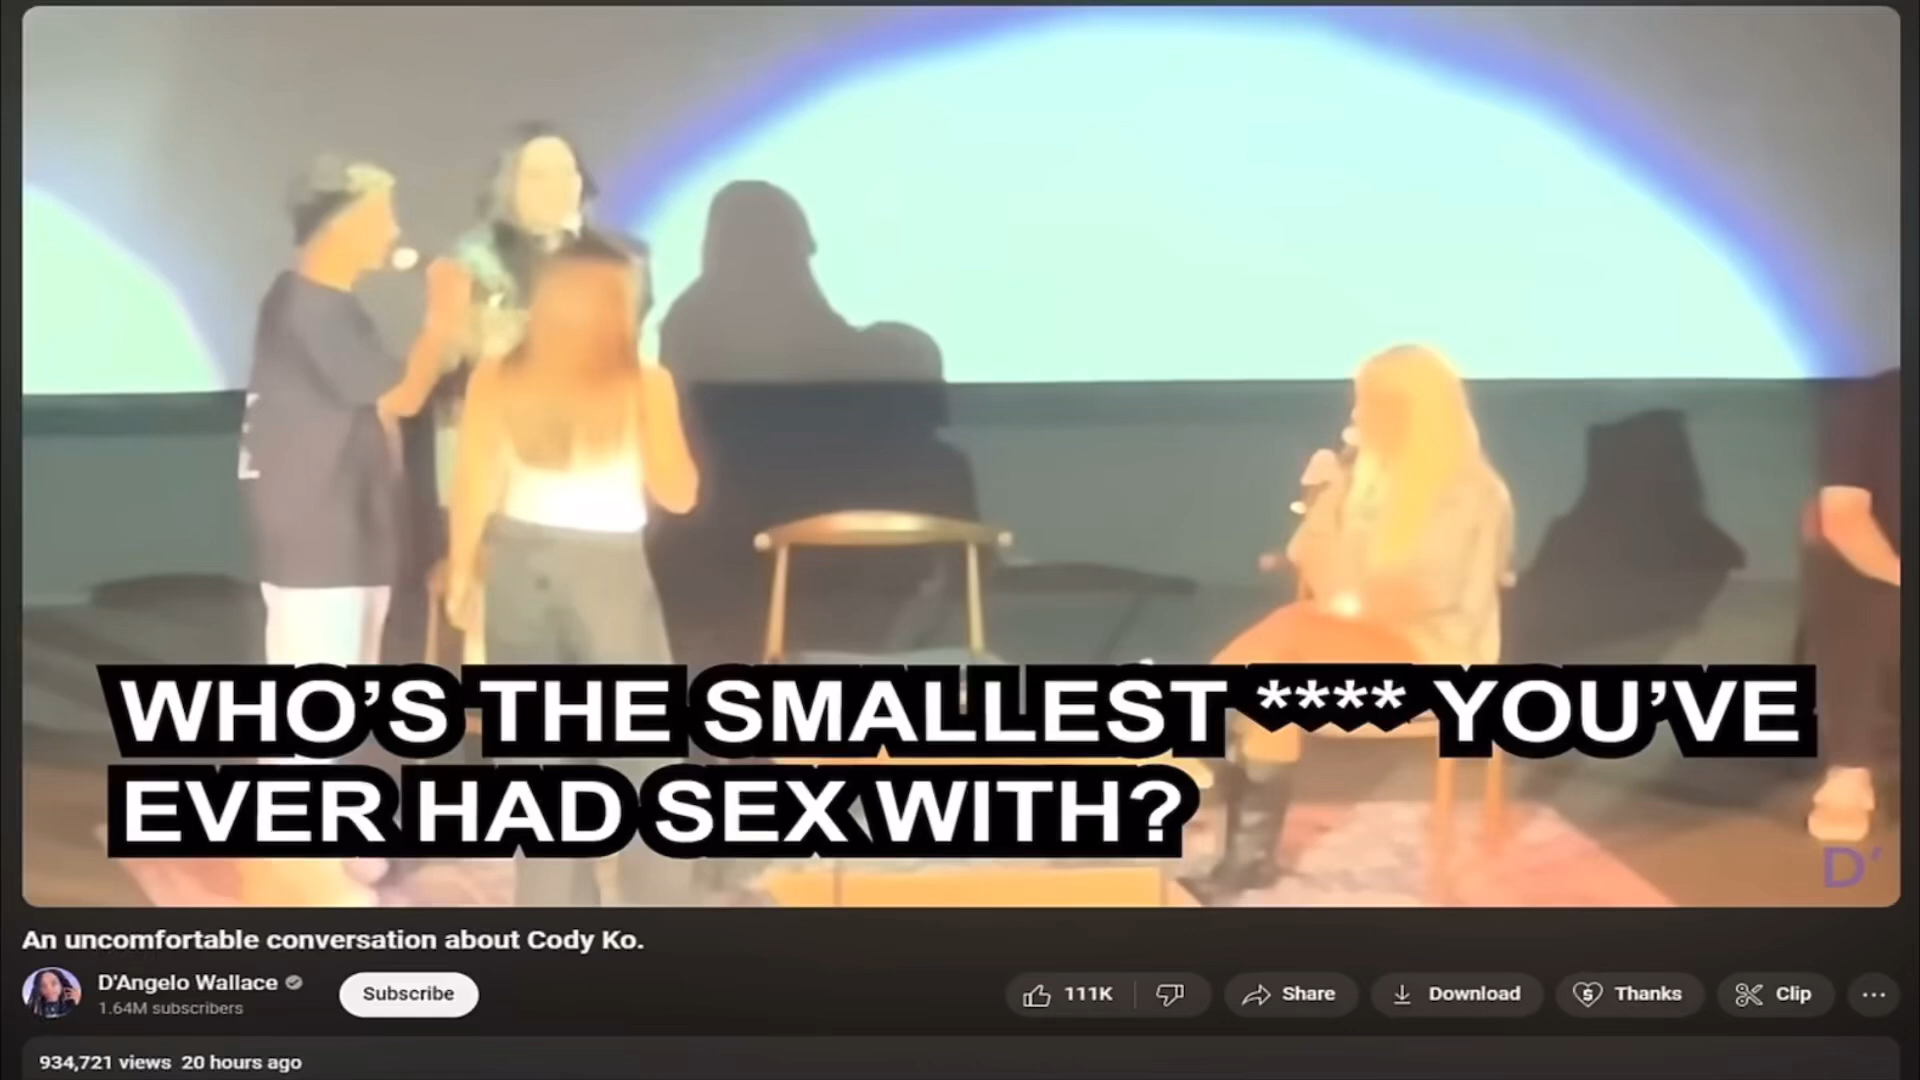 WHO'S THE SMALLEST **** YOU'VE
EVER HAD SEX WITH?
D'
An uncomfortable conversation about Cody Ko.
D'Angelo Wallace
1.64M subscribers
Subscribe
111K
Share
Download
Thanks
Clip
934,721 views 20 hours ago